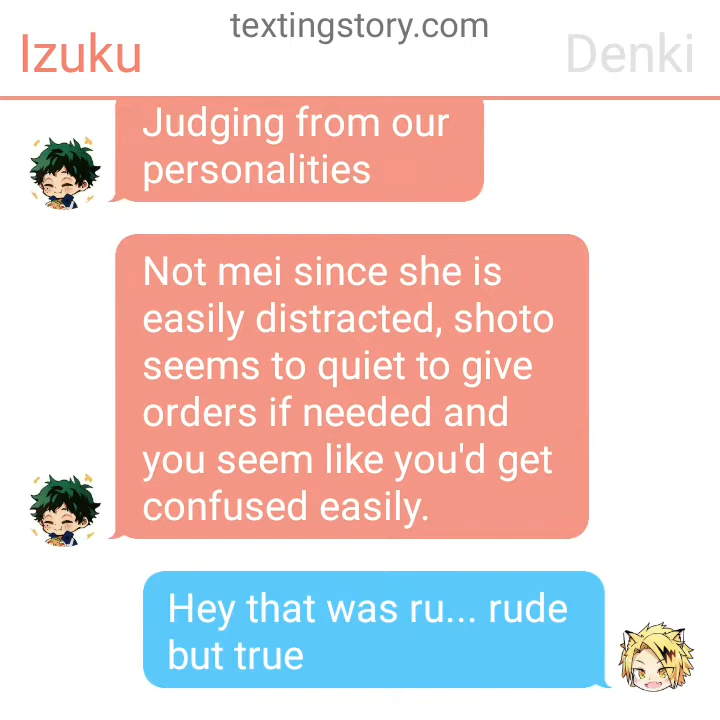 textingstory.com
Izuku
Denki
Judging from our
personalities
Not mei since she is
easily distracted, shoto
seems to quiet to give
orders if needed and
you seem like you'd get
confused easily.
Hey that was ru... rude
but true